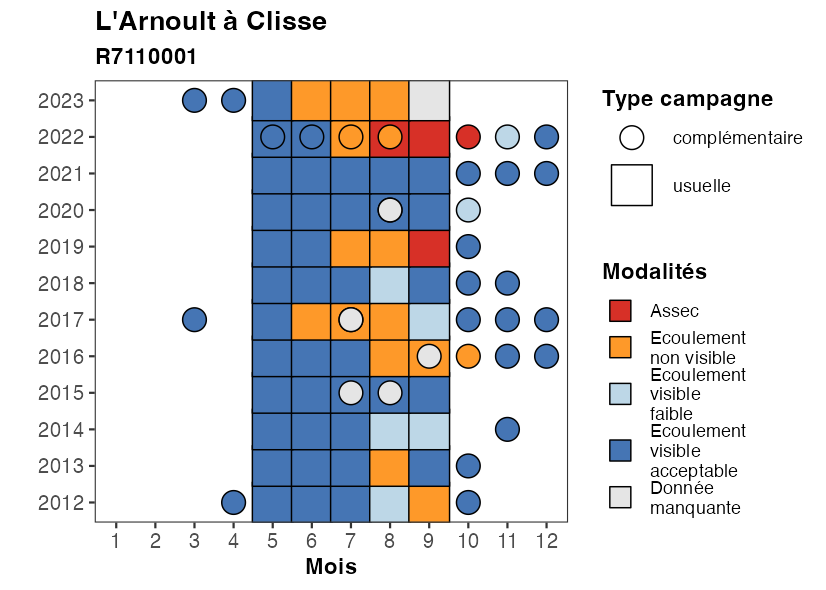 L'Arnoult à Clisse
R7110001
2023
2022
2021
2020
2019
2018
2017
2016
2015
2014
2013
2012
1 2 3 4 5 6 7 8 9 10 11 12
Mois
Type campagne
complémentaire
usuelle
Modalités
Assec
Ecoulement
non visible
Ecoulement
visible
faible
Ecoulement
visible
acceptable
Donnée
manquante